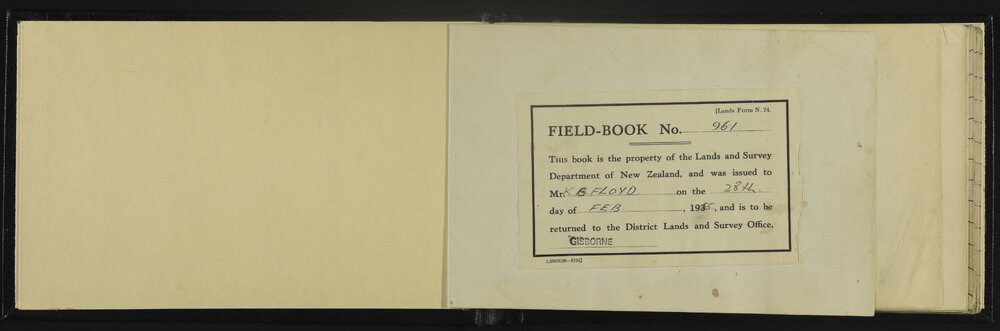 [Lands Form N. 24.
FIELD-BOOK No. 961
THIS book is the property of the Lands and Survey
Department of New Zealand, and was issued to
Mr. K B. FLOYD. on the 28th.
day of FEB. , and is to be
returned to the District Lands and Survey Office,
GISBORNE